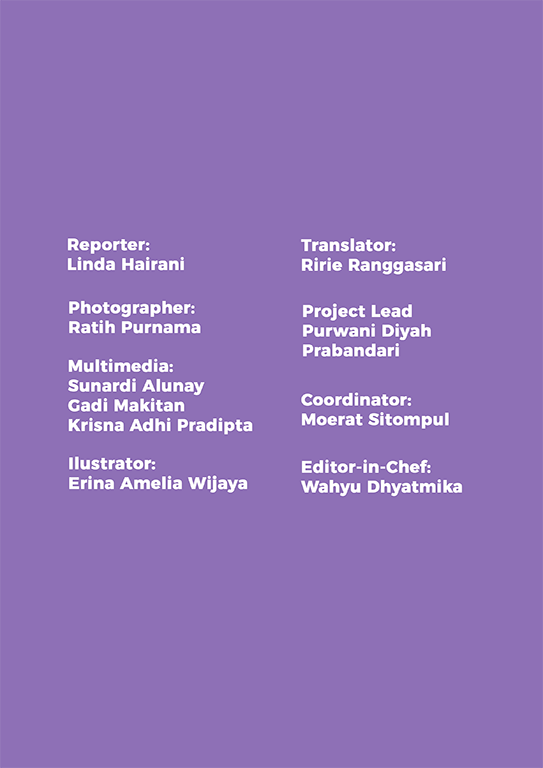 Reporter:
Linda Hairani
Photographer:
Ratih Purnama
Multimedia:
Sunardi Alunay
Gadi Makitan
Krisna Adhi Pradipta
Ilustrator:
Erina Amelia Wijaya
Translator:
Ririe Ranggasari
Project Lead
Purwani Diyah
Prabandari
Coordinator:
Moerat Sitompul
Editor-in-Chef:
Wahyu Dhyatmika